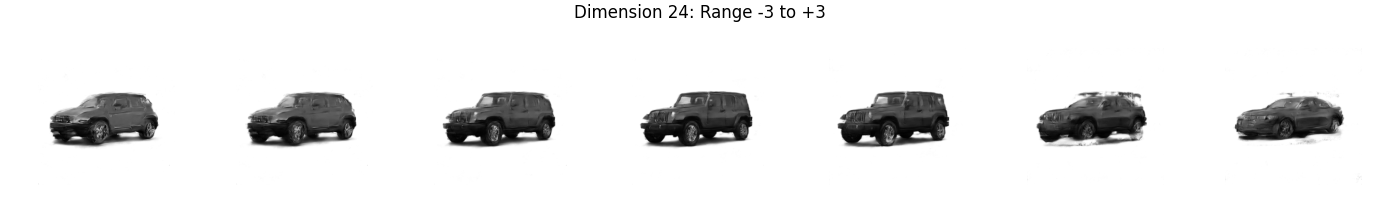 Dimension 24: Range -3 to +3